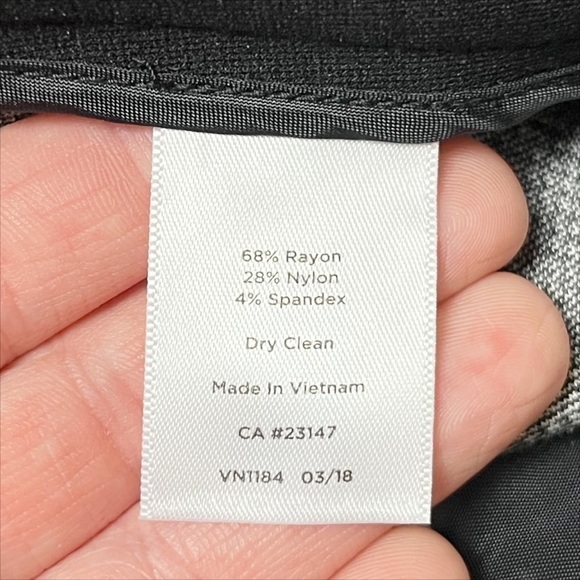 68% Rayon
28% Nylon
4% Spandex
Dry Clean
Made In Vietnam
CA #23147
VN1184 03/18